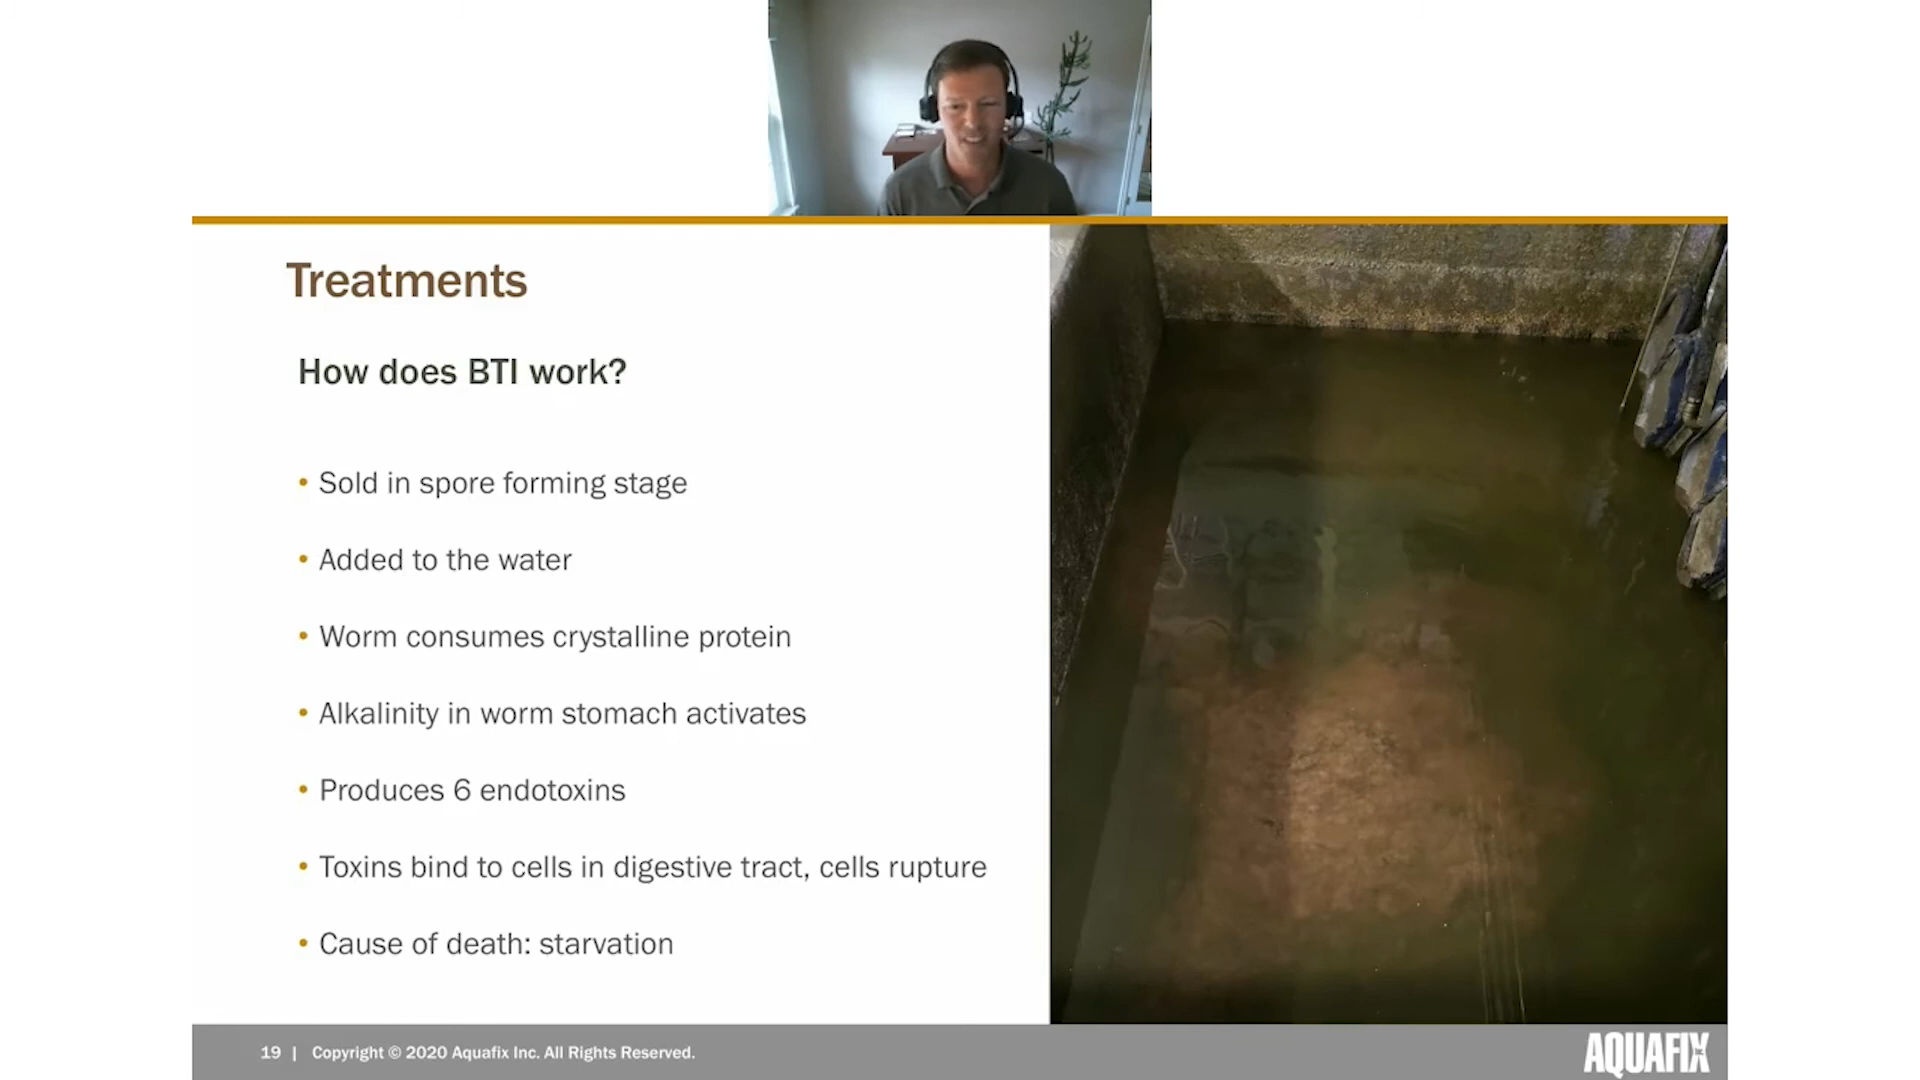 Treatments
How does BTI work?
• Sold in spore forming stage
• Added to the water
• Worm consumes crystalline protein
• Alkalinity in worm stomach activates
• Produces 6 endotoxins
• Toxins bind to cells in digestive tract, cells rupture
• Cause of death: starvation
19 | Copyright © 2020 Aquafix Inc. All Rights Reserved.
AQUAFIX